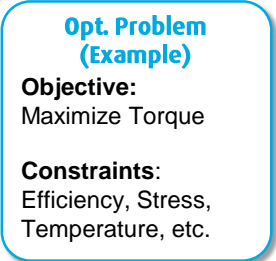 Opt. Problem
(Example)
Objective:
Maximize Torque
Constraints:
Efficiency, Stress,
Temperature, etc.